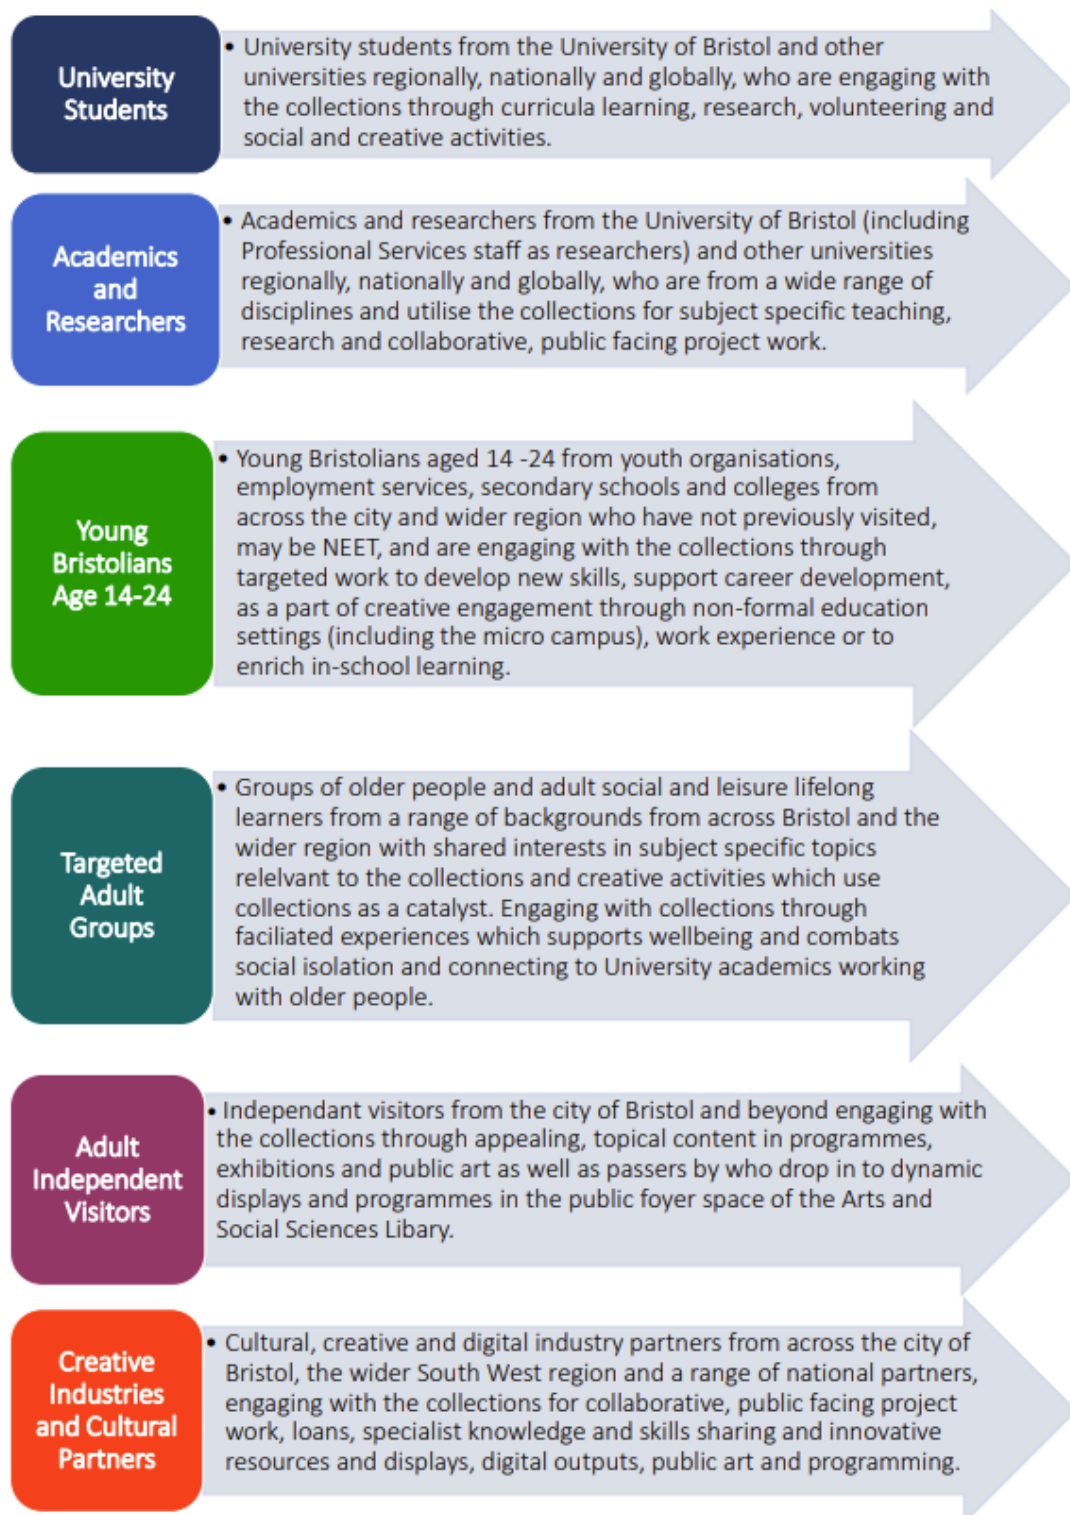 University
Students
• University students from the University of Bristol and other
universities regionally, nationally and globally, who are engaging with
the collections through curricula learning, research, volunteering and
social and creative activities.
Academics
and
Researchers
• Academics and researchers from the University of Bristol (including
Professional Services staff as researchers) and other universities
regionally, nationally and globally, who are from a wide range of
disciplines and utilise the collections for subject specific teaching,
research and collaborative, public facing project work.
Young
Bristolians
Age 14-24
• Young Bristolians aged 14 -24 from youth organisations,
employment services, secondary schools and colleges from
across the city and wider region who have not previously visited,
may be NEET, and are engaging with the collections through
targeted work to develop new skills, support career development,
as a part of creative engagement through non-formal education
settings (including the micro campus), work experience or to
enrich in-school learning.
Targeted
Adult
Groups
• Groups of older people and adult social and leisure lifelong
learners from a range of backgrounds from across Bristol and the
wider region with shared interests in subject specific topics
relelvant to the collections and creative activities which use
collections as a catalyst. Engaging with collections through
faciliated experiences which supports wellbeing and combats
social isolation and connecting to University academics working
with older people.
Adult
Independent
Visitors
• Independant visitors from the city of Bristol and beyond engaging with
the collections through appealing, topical content in programmes,
exhibitions and public art as well as passers by who drop in to dynamic
displays and programmes in the public foyer space of the Arts and
Social Sciences Libary.
Creative
Industries
and Cultural
Partners
• Cultural, creative and digital industry partners from across the city of
Bristol, the wider South West region and a range of national partners,
engaging with the collections for collaborative, public facing project
work, loans, specialist knowledge and skills sharing and innovative
resources and displays, digital outputs, public art and programming.